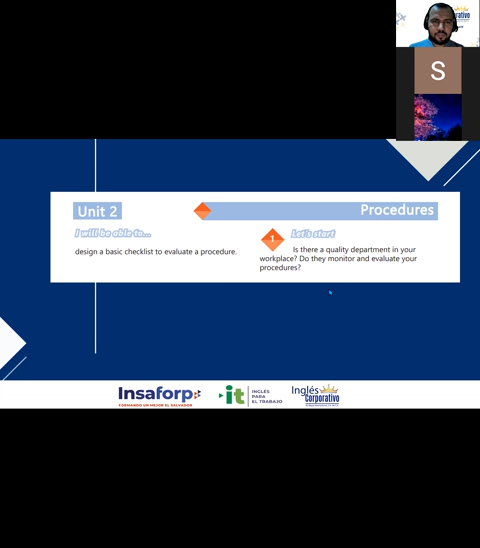 S
Unit 2
Procedures
I will be able to...
design a basic checklist to evaluate a procedure.
1
Let's start
Is there a quality department in your
workplace? Do they monitor and evaluate your
procedures?
Insaforp
FORMANDO UN MEJOR EL SALVADOR
it
INGLÉS
PARA
EL TRABAJO
Inglés
Corporativo